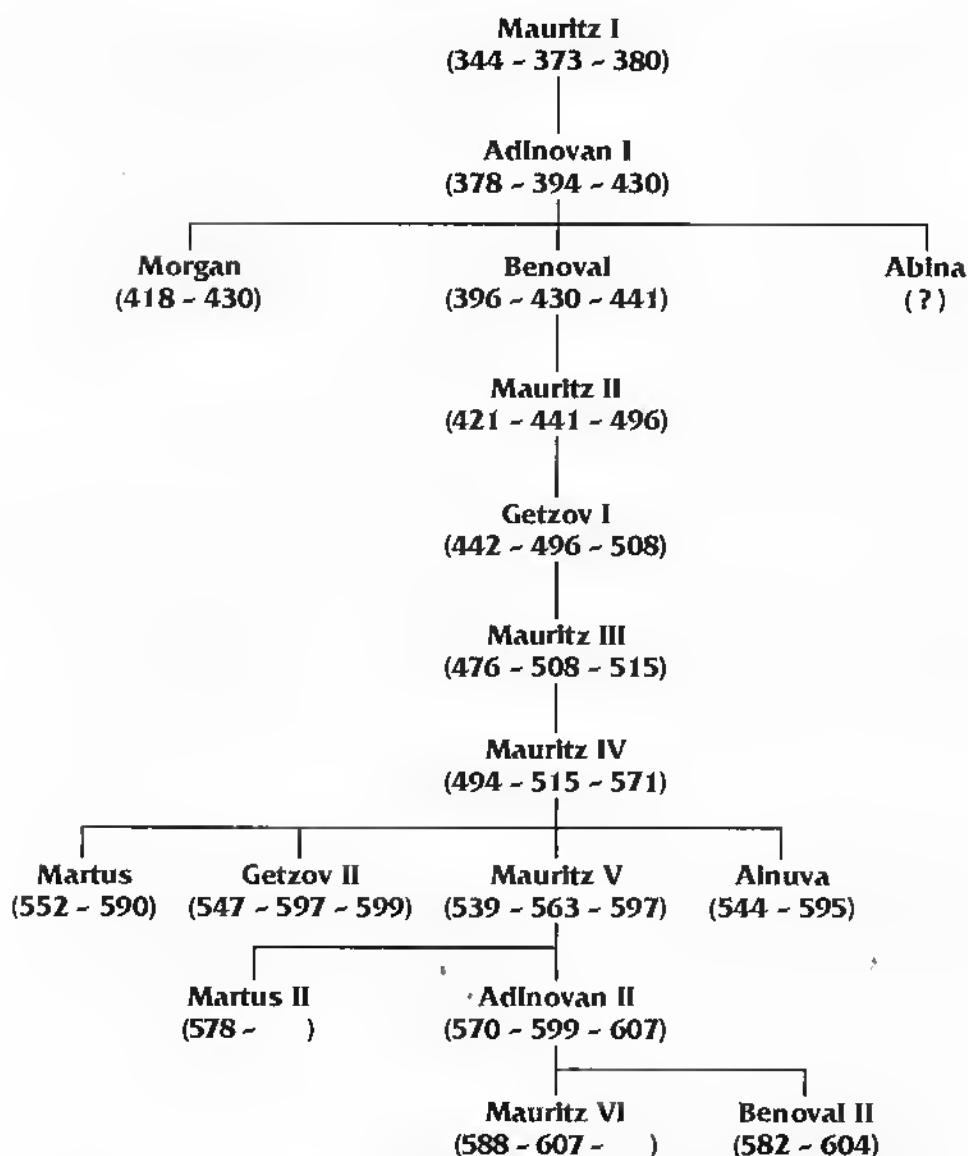 Mauritz I
(344 ~ 373 ~ 380)
Adinovan I
(378 ~ 394 ~ 430)
Morgan
(418 ~ 430)
Benoval
(396 ~ 430 ~ 441)
Abina
(?)
Mauritz II
(421 ~ 441 ~ 496)
Getzov I
(442 ~ 496 ~ 508)
Mauritz III
(476 ~ 508 ~ 515)
Mauritz IV
(494 ~ 515 ~ 571)
Martus
(552 ~ 590)
Getzov II
(547 ~ 597 ~ 599)
Mauritz V
(539 ~ 563 ~ 597)
Alnuva
(544 ~ 595)
Martus II
(578 ~ )
Adinovan II
(570 ~ 599 ~ 607)
Mauritz VI
(588 ~ 607 ~ )
Benoval II
(582 ~ 604)